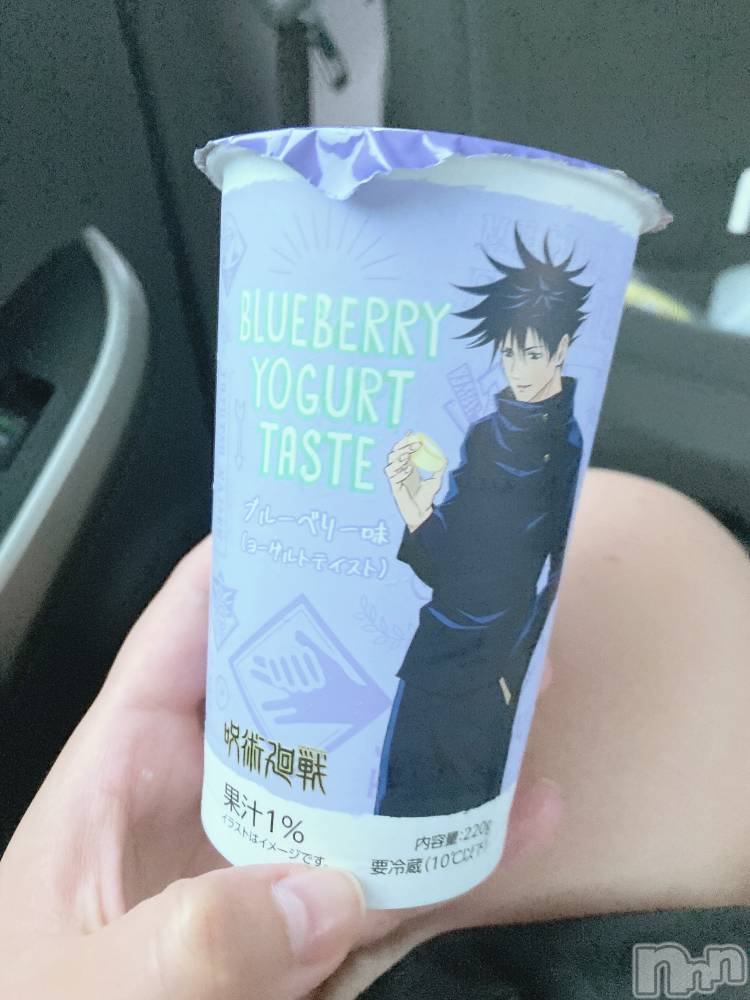 BLUEBERRY
YOGURT
TASTE
ブルーベリー味
(ヨーグルトテイスト)
呪術廻戦
果汁1%
イラストはイメージです。
内容量:220g
要冷蔵(10℃以下)
nnn